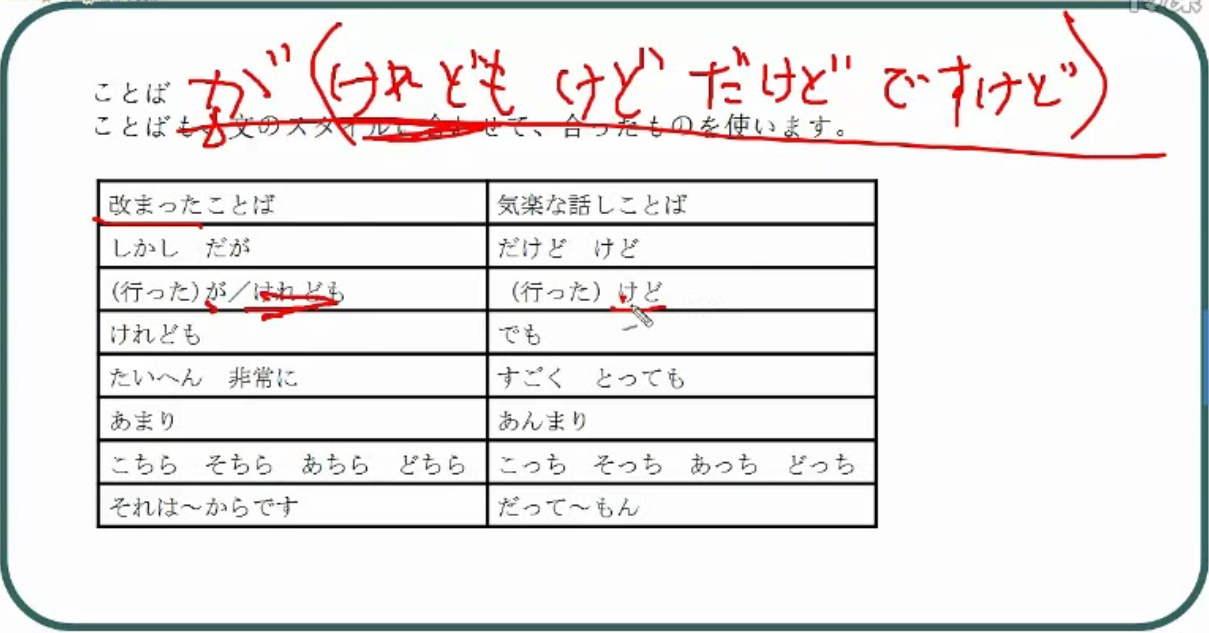 ことば が(けれども けど だけど ですけど)
ことばも、文のスタイルに合わせて、合ったものを使います。
改まったことば 気楽な話しことば
しかし だが だけど けど
(行った)が／けれども (行った)けど
けれども でも
たいへん 非常に すごく とっても
あまり あんまり
こちら そちら あちら どちら こっち そっち あっち どっち
それは～からです だって～もん